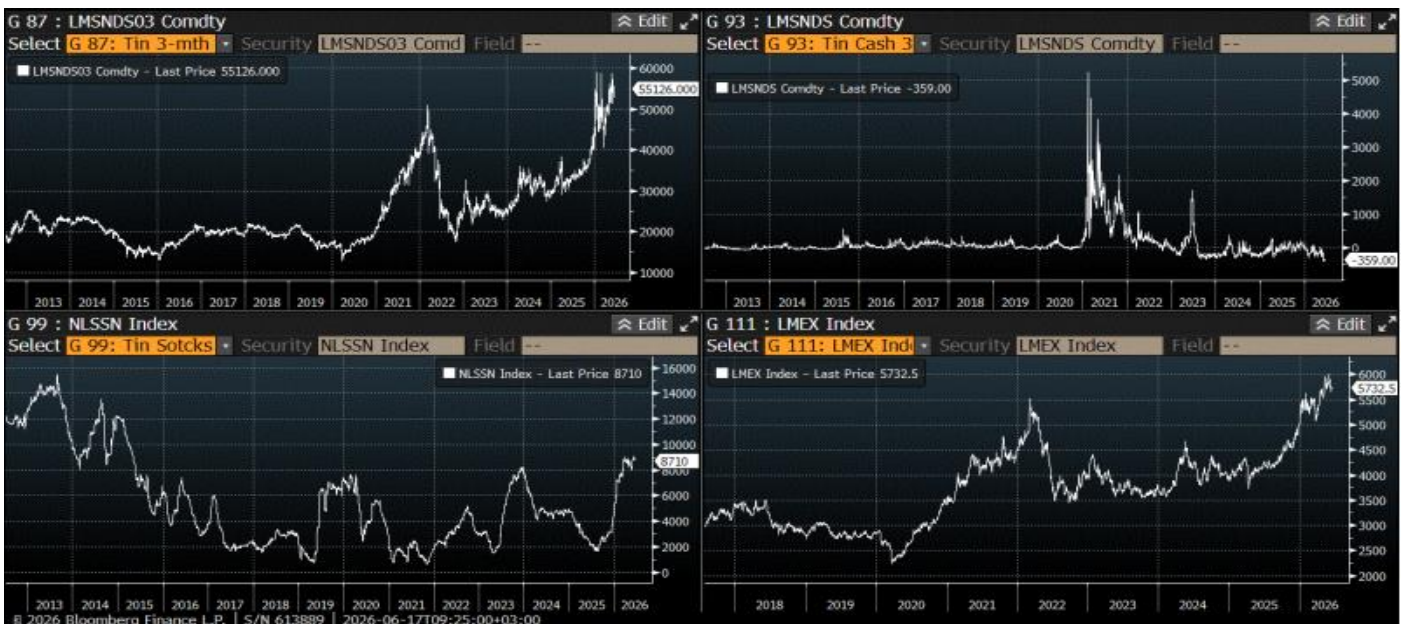 G 87 : LMSNDS03 Comdty
Edit
Select G 87: Tin 3-mth Security LMSNDS03 Comd Field --
LMSNDS03 Comdty - Last Price 55126.000
60000
55126.000
50000
40000
30000
20000
10000
2013 2014 2015 2016 2017 2018 2019 2020 2021 2022 2023 2024 2025 2026
G 93 : LMSNDS Comdty
Edit
Select G 93: Tin Cash 3 Security LMSNDS Comdty Field --
LMSNDS Comdty - Last Price -359.00
5000
4000
3000
2000
1000
0
-359.00
2013 2014 2015 2016 2017 2018 2019 2020 2021 2022 2023 2024 2025 2026
G 99 : NLSSN Index
Edit
Select G 99: Tin Sotcks Security NLSSN Index Field --
NLSSN Index - Last Price 8710
16000
14000
12000
10000
8710
8000
6000
4000
2000
0
2013 2014 2015 2016 2017 2018 2019 2020 2021 2022 2023 2024 2025 2026
G 111 : LMEX Index
Edit
Select G 111: LMEX Ind Security LMEX Index Field --
LMEX Index - Last Price 5732.5
6000
5732.5
5500
5000
4500
4000
3500
3000
2500
2000
2018 2019 2020 2021 2022 2023 2024 2025 2026
© 2026 Bloomberg Finance L.P. | S/N 613889 | 2026-06-17T09:25:00+03:00